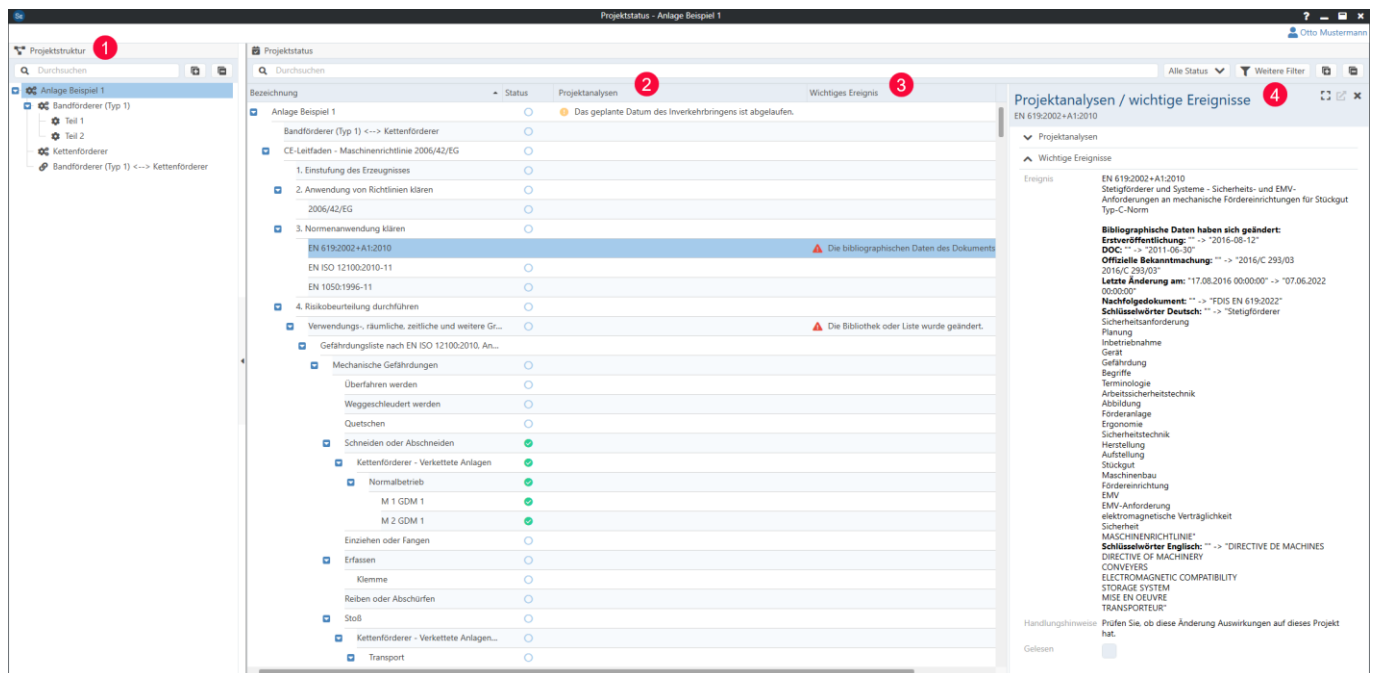 Se
Projektstatus - Anlage Beispiel 1
?
Otto Mustermann
Projektstruktur
1
Durchsuchen
Anlage Beispiel 1
Bandförderer (Typ 1)
Teil 1
Teil 2
Kettenförderer
Bandförderer (Typ 1) <--> Kettenförderer
Projektstatus
Durchsuchen
Alle Status
Weitere Filter
2
3
Bezeichnung Status Projektanalysen Wichtiges Ereignis
Anlage Beispiel 1 Das geplante Datum des Inverkehrbringens ist abgelaufen.
Bandförderer (Typ 1) <--> Kettenförderer
CE-Leitfaden - Maschinenrichtlinie 2006/42/EG
1. Einstufung des Erzeugnisses
2. Anwendung von Richtlinien klären
2006/42/EG
3. Normenanwendung klären
EN 619:2002+A1:2010 Die bibliographischen Daten des Dokuments
EN ISO 12100:2010-11
EN 1050:1996-11
4. Risikobeurteilung durchführen
Verwendungs-, räumliche, zeitliche und weitere Gr... Die Bibliothek oder Liste wurde geändert.
Gefährdungsliste nach EN ISO 12100:2010, An...
Mechanische Gefährdungen
Überfahren werden
Weggeschleudert werden
Quetschen
Schneiden oder Abschneiden
Kettenförderer - Verkettete Anlagen
Normalbetrieb
M 1 GDM 1
M 2 GDM 1
Einziehen oder Fangen
Erfassen
Klemme
Reiben oder Abschürfen
Stoß
Kettenförderer - Verkettete Anlagen...
Transport
Projektanalysen / wichtige Ereignisse
4
EN 619:2002+A1:2010
Projektanalysen
Wichtige Ereignisse
Ereignis EN 619:2002+A1:2010
Stetigförderer und Systeme - Sicherheits- und EMV-
Anforderungen an mechanische Fördereinrichtungen für Stückgut
Typ-C-Norm
Bibliographische Daten haben sich geändert:
Erstveröffentlichung: "" -> "2016-08-12"
DOC: "" -> "2011-06-30"
Offizielle Bekanntmachung: "" -> "2016/C 293/03
2016/C 293/03"
Letzte Änderung am: "17.08.2016 00:00:00" -> "07.06.2022
00:00:00"
Nachfolgedokument: "" -> "FDIS EN 619:2022"
Schlüsselwörter Deutsch: "" -> "Stetigförderer
Sicherheitsanforderung
Planung
Inbetriebnahme
Gerät
Gefährdung
Begriffe
Terminologie
Arbeitssicherheitstechnik
Abbildung
Förderanlage
Ergonomie
Sicherheitstechnik
Herstellung
Aufstellung
Stückgut
Maschinenbau
Fördereinrichtung
EMV
EMV-Anforderung
elektromagnetische Verträglichkeit
Sicherheit
MASCHINENRICHTLINIE"
Schlüsselwörter Englisch: "" -> "DIRECTIVE DE MACHINES
DIRECTIVE OF MACHINERY
CONVEYERS
ELECTROMAGNETIC COMPATIBILITY
STORAGE SYSTEM
MISE EN OEUVRE
TRANSPORTEUR"
Handlungshinweise Prüfen Sie, ob diese Änderung Auswirkungen auf dieses Projekt
hat.
Gelesen